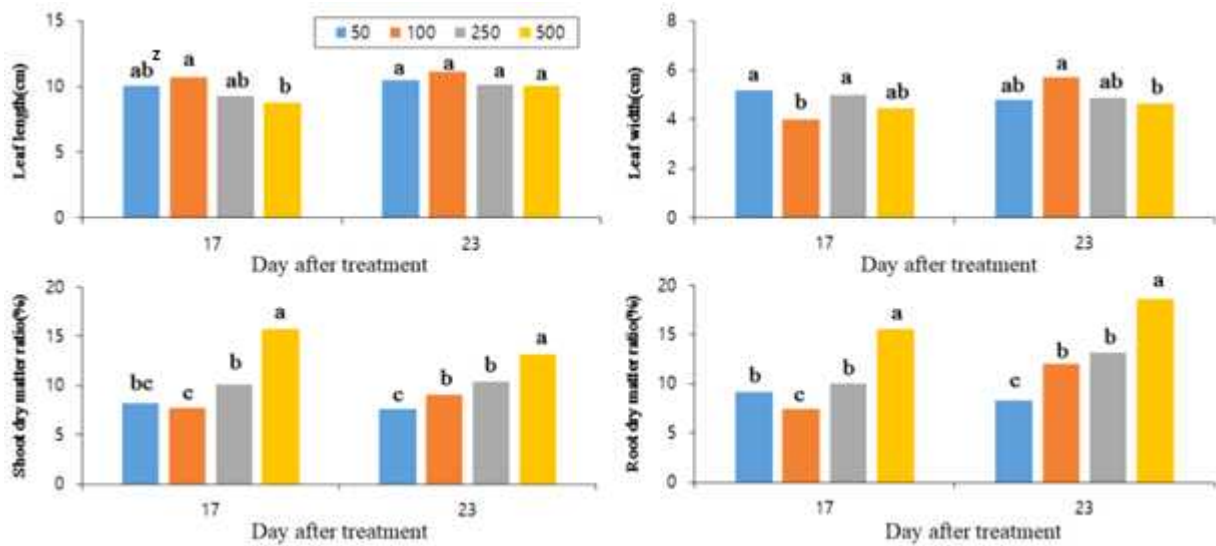 15
10
5
0
Leaf length(cm)
50 100 250 500
abᶻ a ab b a a a a
17 23
Day after treatment
8
6
4
2
0
Leaf width(cm)
a b a ab ab a ab b
17 23
Day after treatment
20
15
10
5
0
Shoot dry matter ratio(%)
bc c b a c b b a
17 23
Day after treatment
20
15
10
5
0
Root dry matter ratio(%)
b c b a c b b a
17 23
Day after treatment